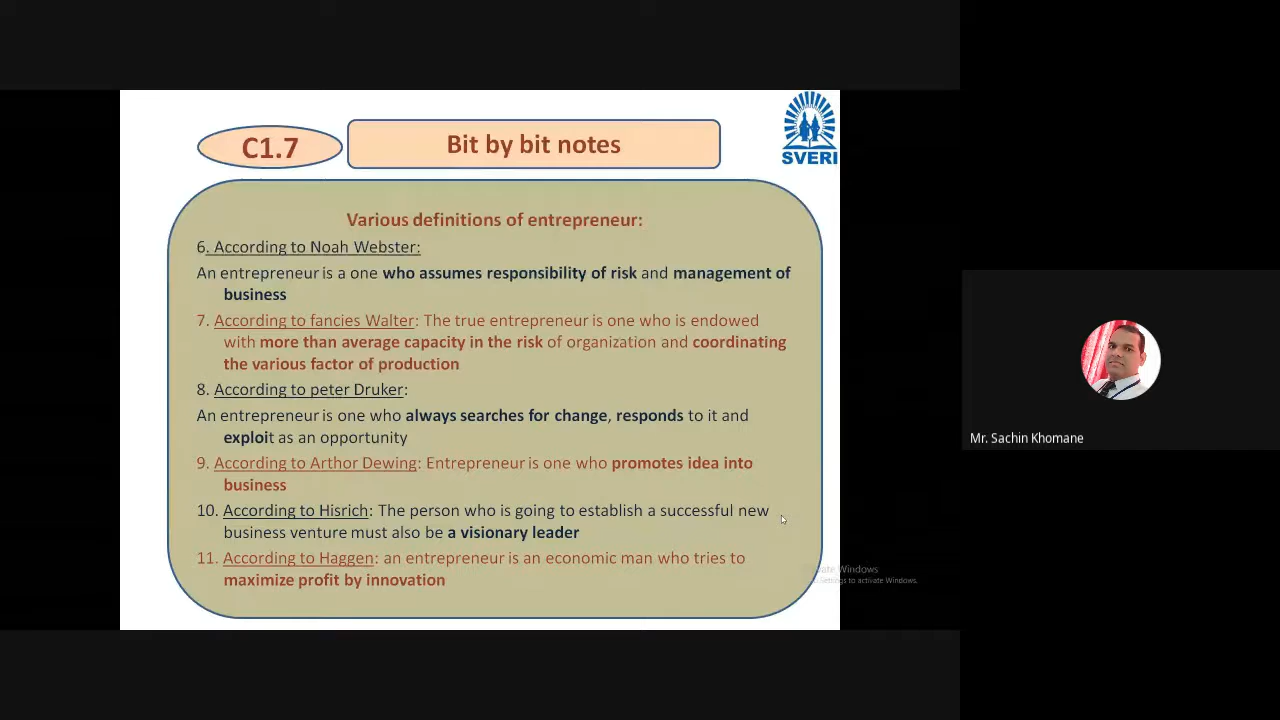 C1.7
Bit by bit notes
SVERI
Various definitions of entrepreneur:
6. According to Noah Webster:
An entrepreneur is a one who assumes responsibility of risk and management of
business
7. According to fancies Walter: The true entrepreneur is one who is endowed
with more than average capacity in the risk of organization and coordinating
the various factor of production
8. According to peter Druker:
An entrepreneur is one who always searches for change, responds to it and
exploit as an opportunity
9. According to Arthor Dewing: Entrepreneur is one who promotes idea into
business
10. According to Hisrich: The person who is going to establish a successful new
business venture must also be a visionary leader
11. According to Haggen: an entrepreneur is an economic man who tries to
maximize profit by innovation
Windows
Settings to activate Windows.
Mr. Sachin Khomane